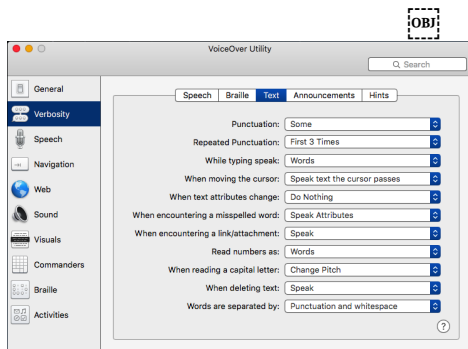 OBJ
VoiceOver Utility
Search
General
Verbosity
Speech
Navigation
Web
Sound
Visuals
Commanders
Braille
Activities
Speech Braille Text Announcements Hints
Punctuation: Some
Repeated Punctuation: First 3 Times
While typing speak: Words
When moving the cursor: Speak text the cursor passes
When text attributes change: Do Nothing
When encountering a misspelled word: Speak Attributes
When encountering a link/attachment: Speak
Read numbers as: Words
When reading a capital letter: Change Pitch
When deleting text: Speak
Words are separated by: Punctuation and whitespace
?